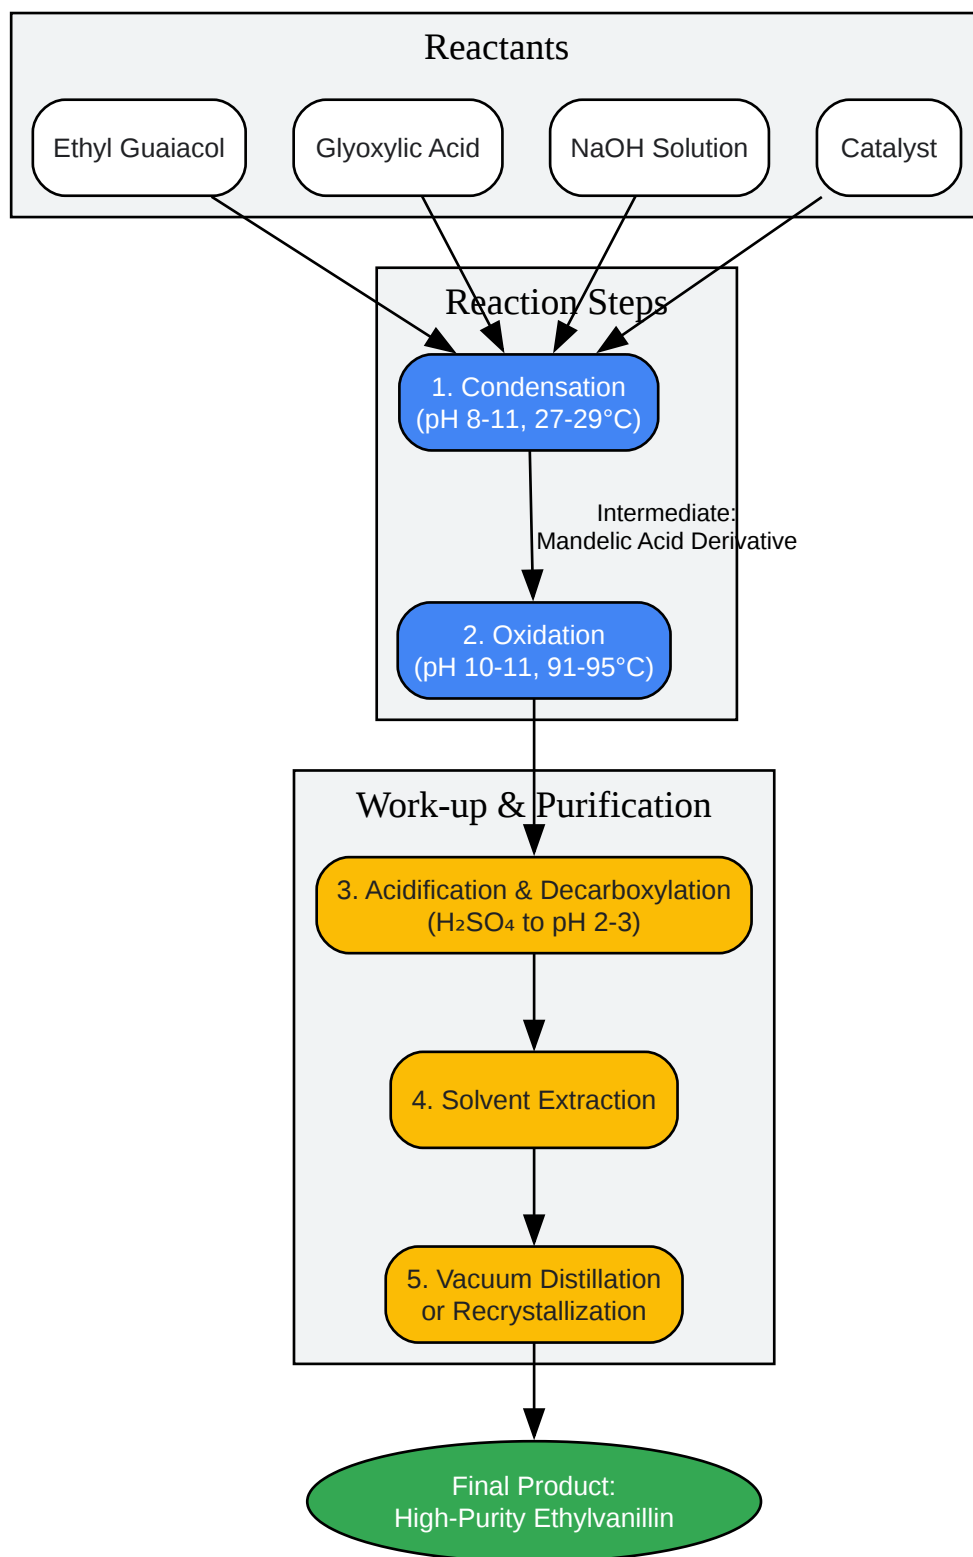 Reactants
Ethyl Guaiacol
Glyoxylic Acid
NaOH Solution
Catalyst
Reaction Steps
1. Condensation
(pH 8-11, 27-29°C)
Intermediate:
Mandelic Acid Derivative
2. Oxidation
(pH 10-11, 91-95°C)
Work-up & Purification
3. Acidification & Decarboxylation
(H₂SO₄ to pH 2-3)
4. Solvent Extraction
5. Vacuum Distillation
or Recrystallization
Final Product:
High-Purity Ethylvanillin